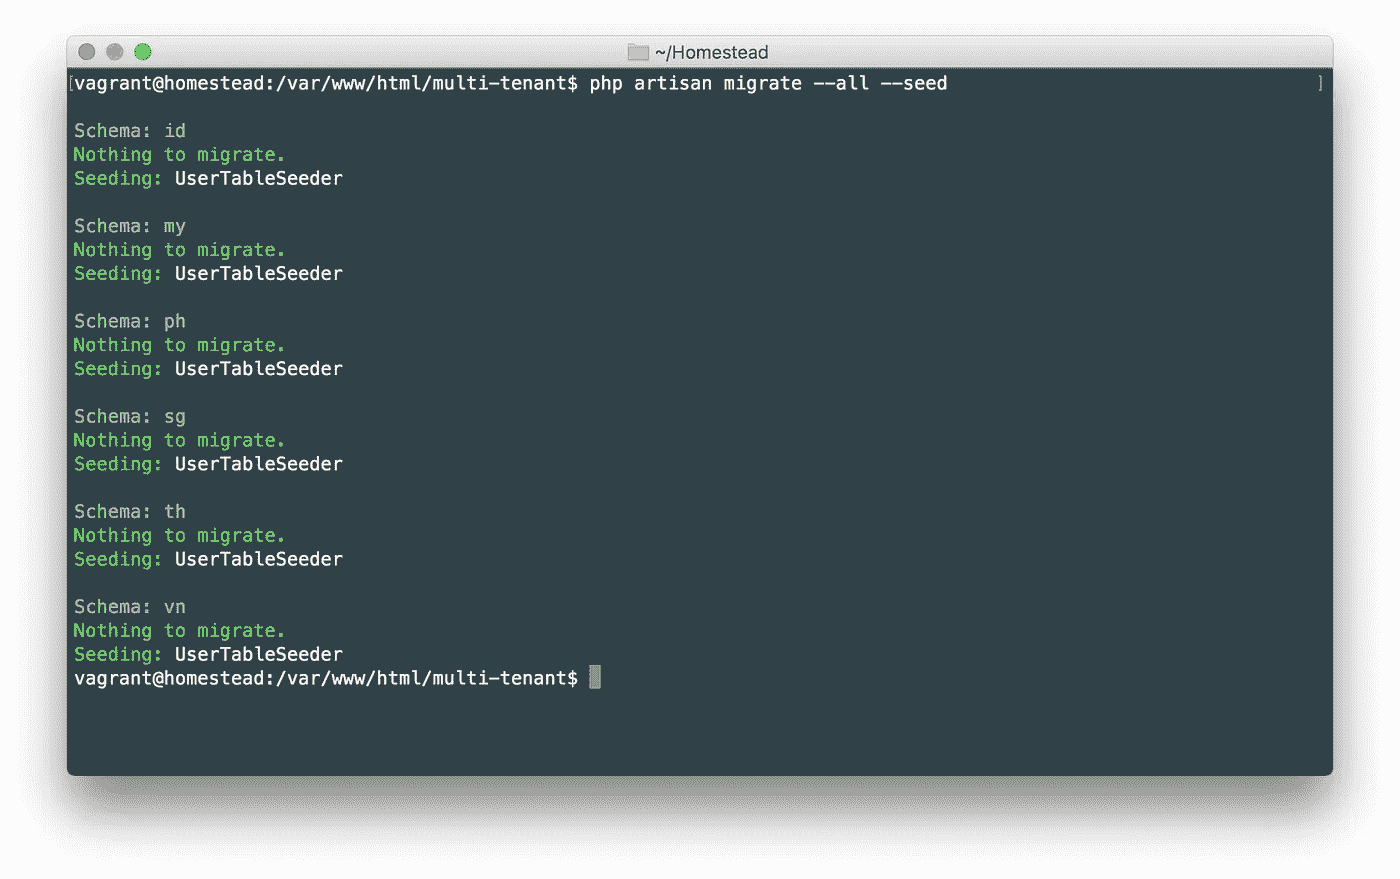 ~/Homestead
[vagrant@homestead:/var/www/html/multi-tenant$ php artisan migrate --all --seed ]
Schema: id
Nothing to migrate.
Seeding: UserTableSeeder
Schema: my
Nothing to migrate.
Seeding: UserTableSeeder
Schema: ph
Nothing to migrate.
Seeding: UserTableSeeder
Schema: sg
Nothing to migrate.
Seeding: UserTableSeeder
Schema: th
Nothing to migrate.
Seeding: UserTableSeeder
Schema: vn
Nothing to migrate.
Seeding: UserTableSeeder
vagrant@homestead:/var/www/html/multi-tenant$